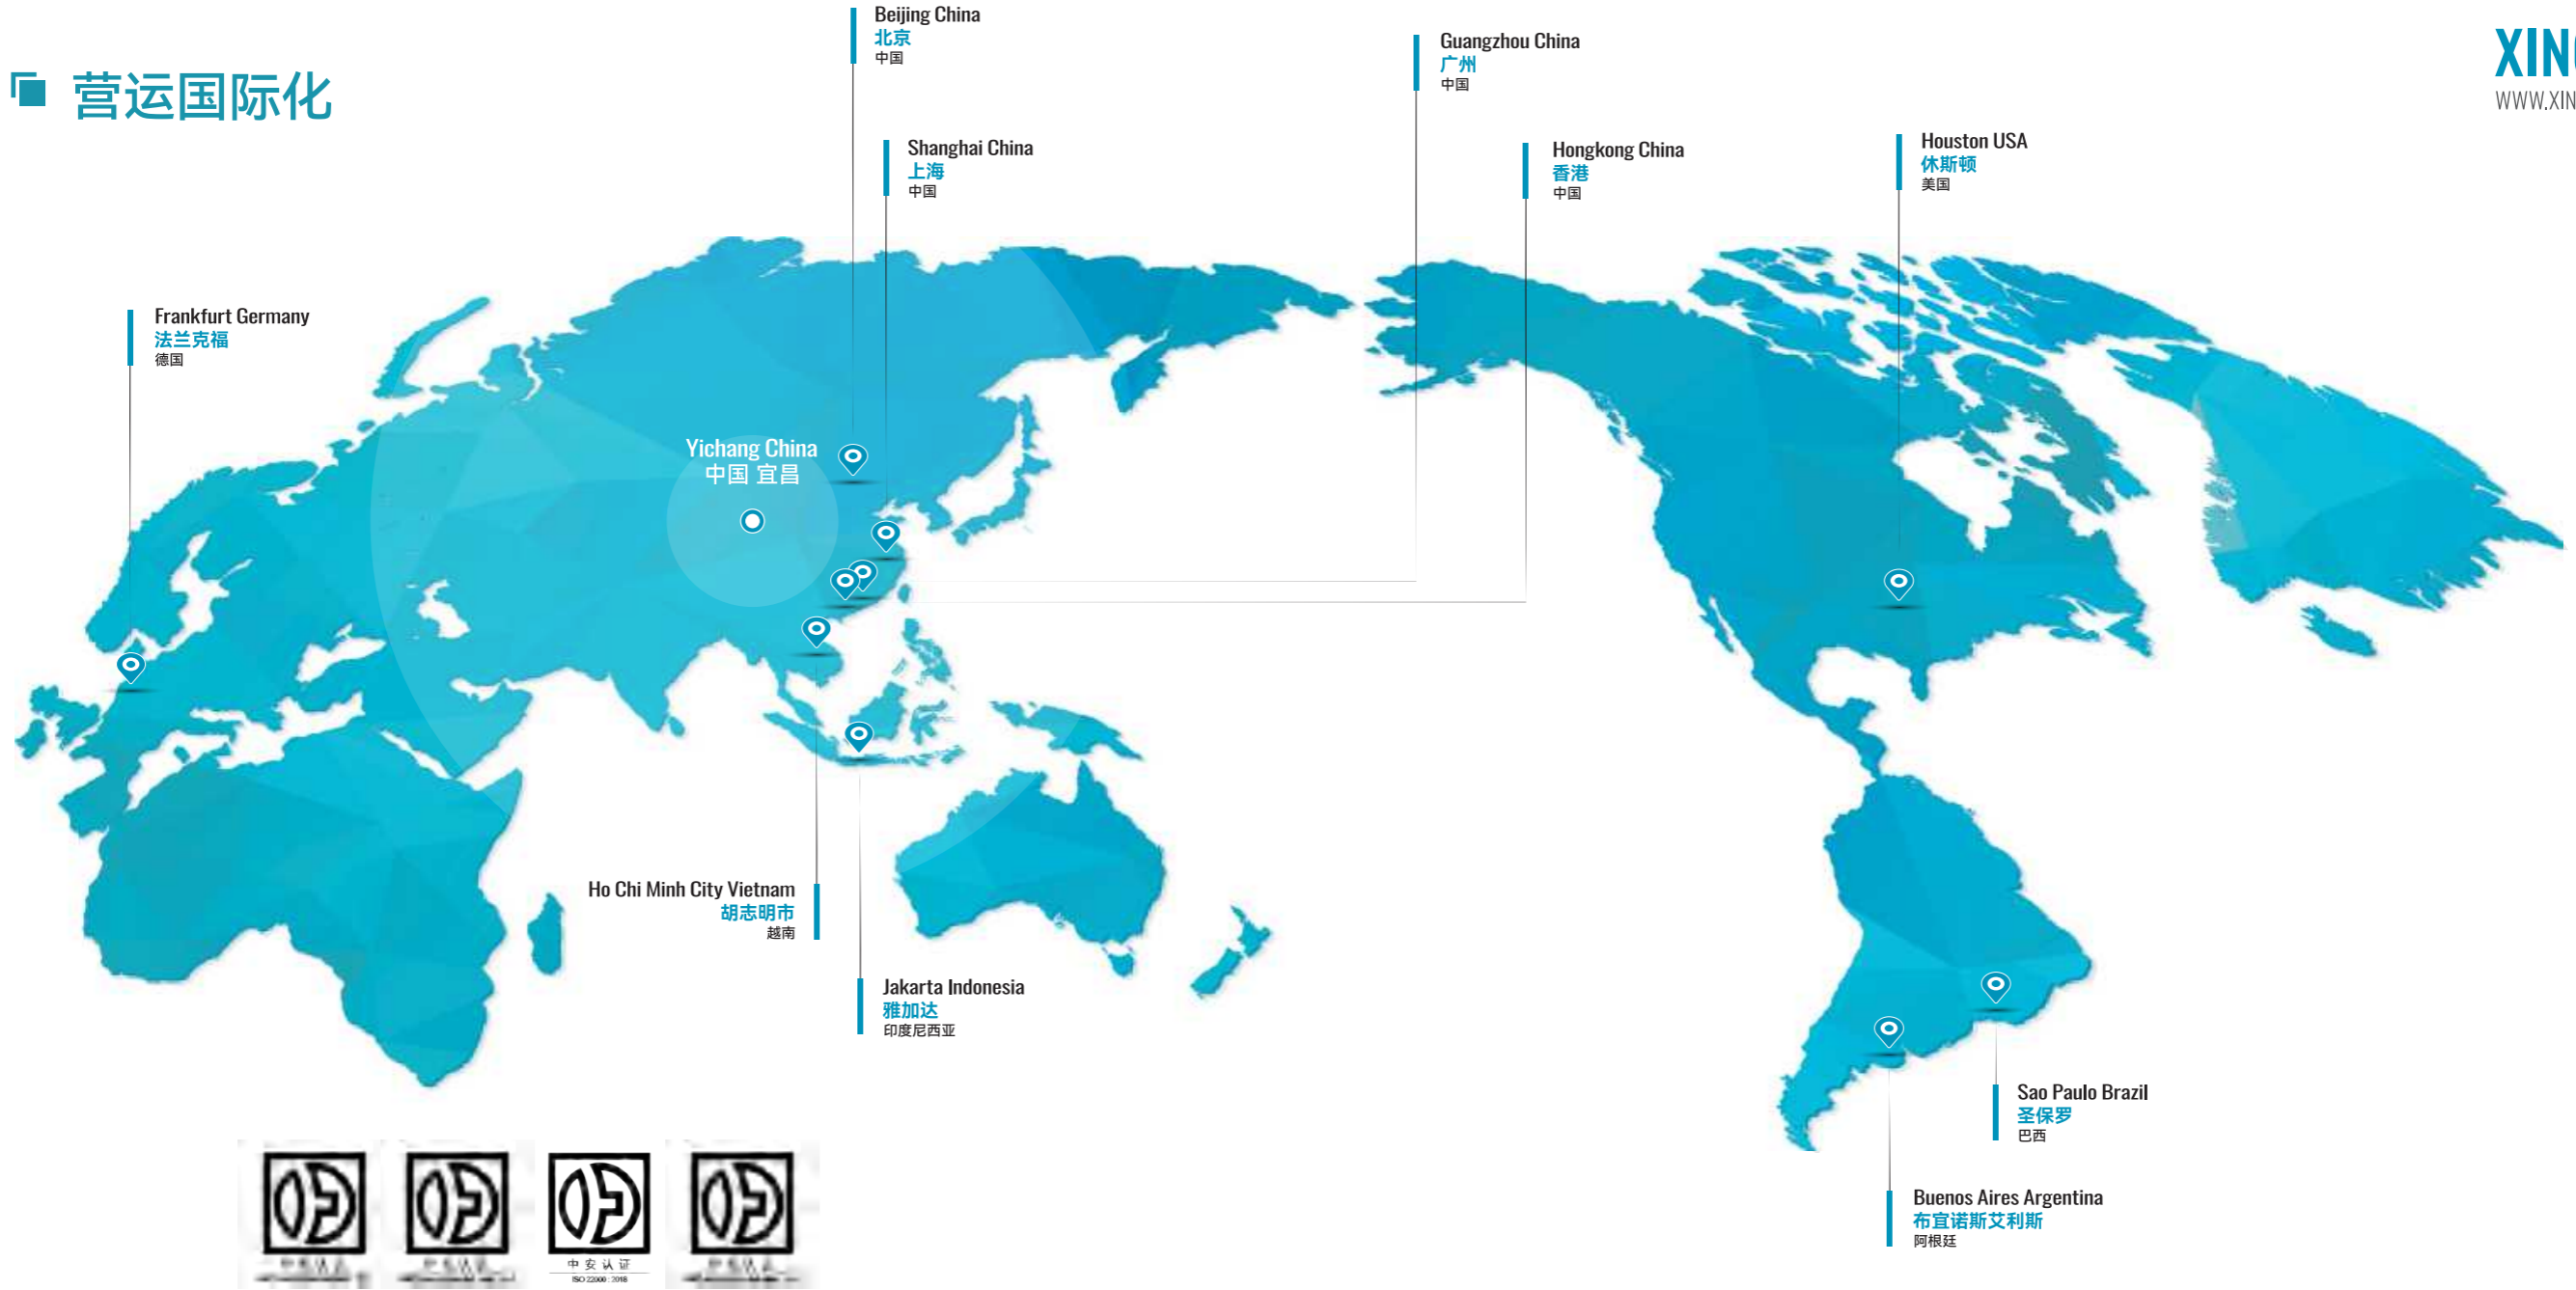 营运国际化
Beijing China
北京
中国
Guangzhou China
广州
中国
Shanghai China
上海
中国
Hongkong China
香港
中国
Houston USA
休斯顿
美国
Frankfurt Germany
法兰克福
德国
Yichang China
中国 宜昌
Ho Chi Minh City Vietnam
胡志明市
越南
Jakarta Indonesia
雅加达
印度尼西亚
Sao Paulo Brazil
圣保罗
巴西
Buenos Aires Argentina
布宜诺斯艾利斯
阿根廷
中安认证
ISO 22000 : 2018